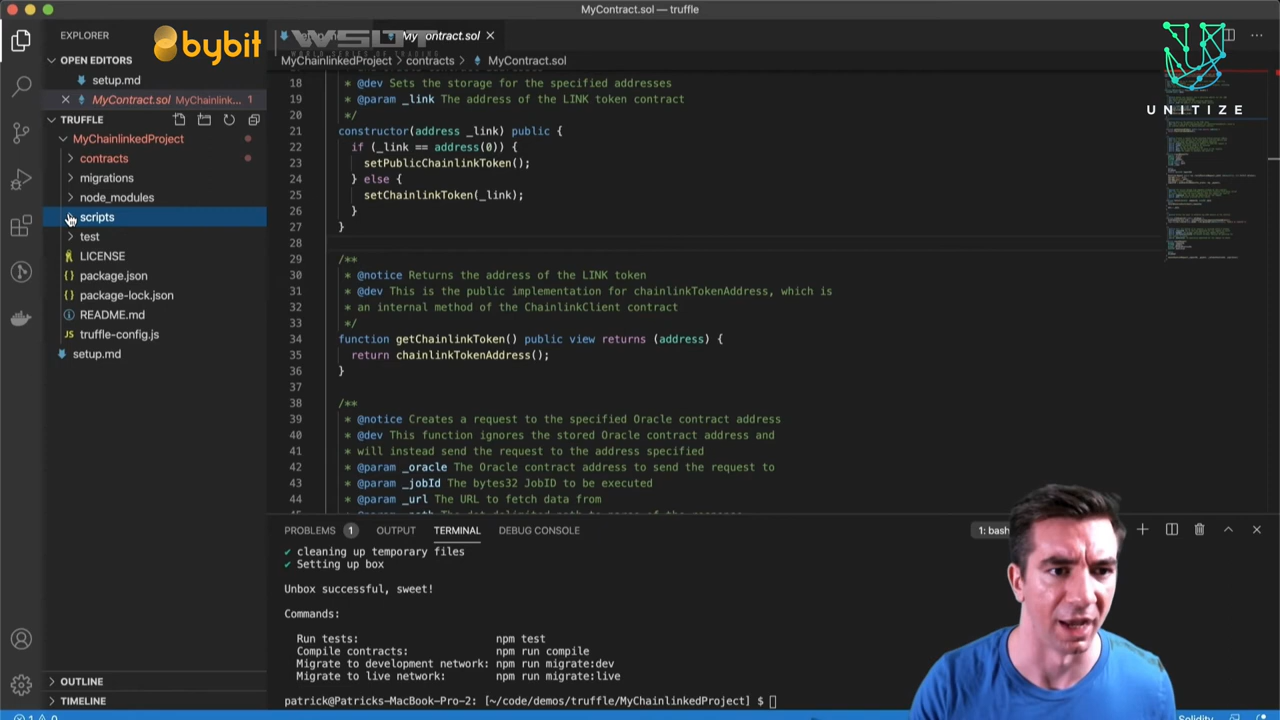 MyContract.sol — truffle
EXPLORER
bybit
MyContract.sol
UNITIZE
OPEN EDITORS
setup.md
MyContract.sol MyChainlink... 1
TRUFFLE
MyChainlinkedProject
contracts
migrations
node_modules
scripts
test
LICENSE
package.json
package-lock.json
README.md
JS truffle-config.js
setup.md
OUTLINE
TIMELINE
MyChainlinkedProject > contracts > MyContract.sol
18 * @dev Sets the storage for the specified addresses
19 * @param _link The address of the LINK token contract
20 */
21 constructor(address _link) public {
22 if (_link == address(0)) {
23 setPublicChainlinkToken();
24 } else {
25 setChainlinkToken(_link);
26 }
27 }
28
29 /**
30 * @notice Returns the address of the LINK token
31 * @dev This is the public implementation for chainlinkTokenAddress, which is
32 * an internal method of the ChainlinkClient contract
33 */
34 function getChainlinkToken() public view returns (address) {
35 return chainlinkTokenAddress();
36 }
37
38 /**
39 * @notice Creates a request to the specified Oracle contract address
40 * @dev This function ignores the stored Oracle contract address and
41 * will instead send the request to the address specified
42 * @param _oracle The Oracle contract address to send the request to
43 * @param _jobId The bytes32 JobID to be executed
44 * @param _url The URL to fetch data from
PROBLEMS 1 OUTPUT TERMINAL DEBUG CONSOLE
1: bash
✔ cleaning up temporary files
✔ Setting up box
Unbox successful, sweet!
Commands:
Run tests: npm test
Compile contracts: npm run compile
Migrate to development network: npm run migrate:dev
Migrate to live network: npm run migrate:live
patrick@Patricks-MacBook-Pro-2: [~/code/demos/truffle/MyChainlinkedProject] $
Solidity